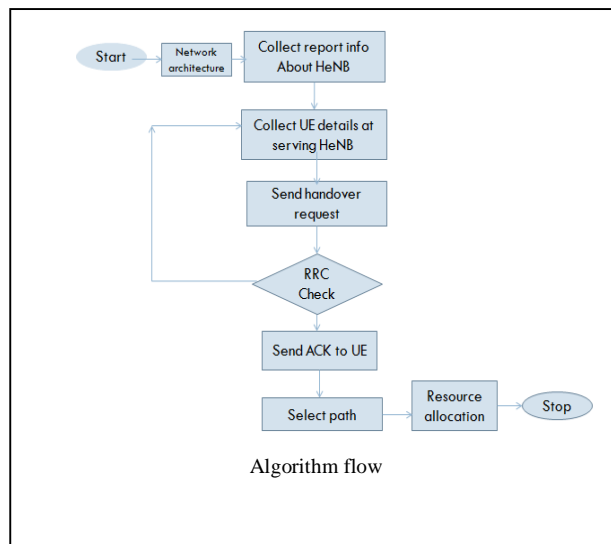 Start
Network
architecture
Collect report info
About HeNB
Collect UE details at
serving HeNB
Send handover
request
RRC
Check
Send ACK to UE
Select path
Resource
allocation
Stop
Algorithm flow